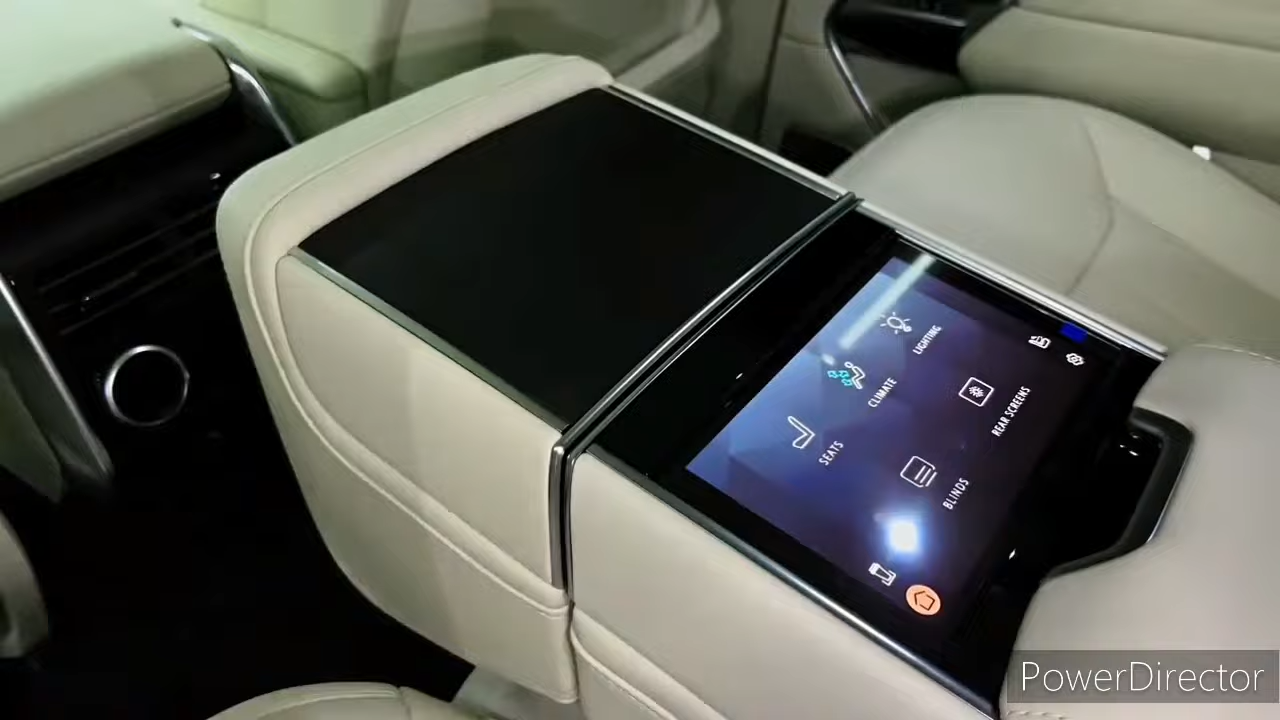 LIGHTING
CLIMATE
SEATS
REAR SCREENS
BLINDS
PowerDirector